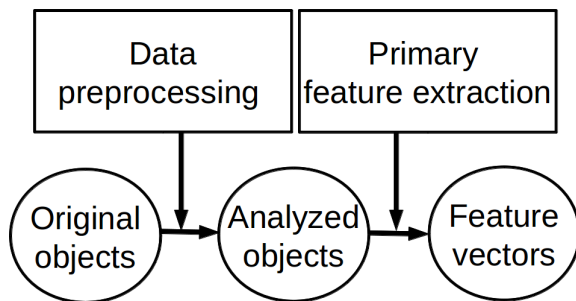 Data
preprocessing
Primary
feature extraction
Original
objects
Analyzed
objects
Feature
vectors